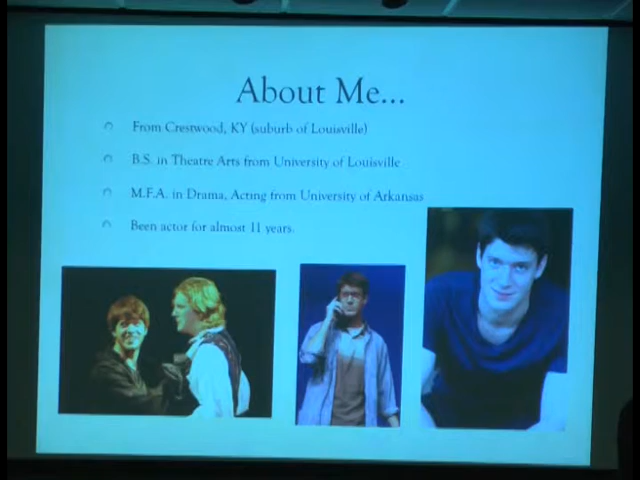 About Me...
From Crestwood, KY (suburb of Louisville)
B.S. in Theatre Arts from University of Louisville
M.F.A. in Drama, Acting from University of Arkansas
Been actor for almost 11 years.